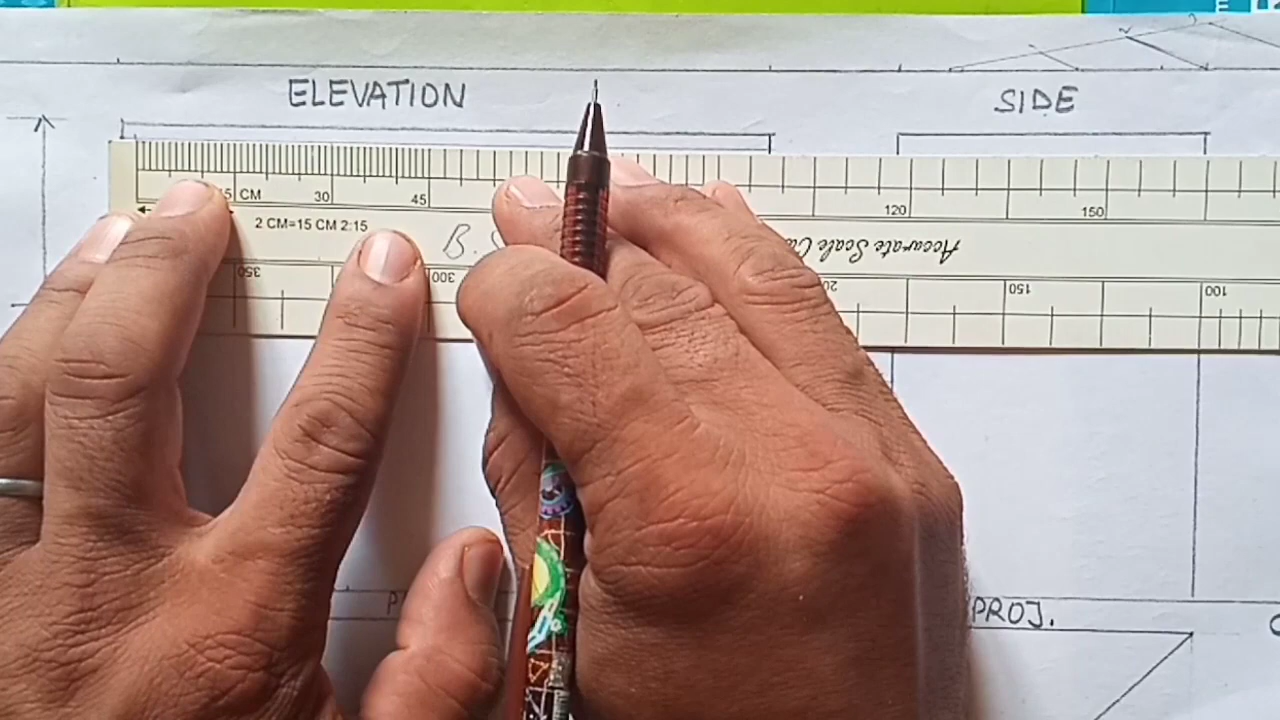 ELEVATION
SIDE
15 CM 30 45 120 150
2 CM=15 CM 2:15
B.
Accurate Scale
350 300 150 100
PROJ.